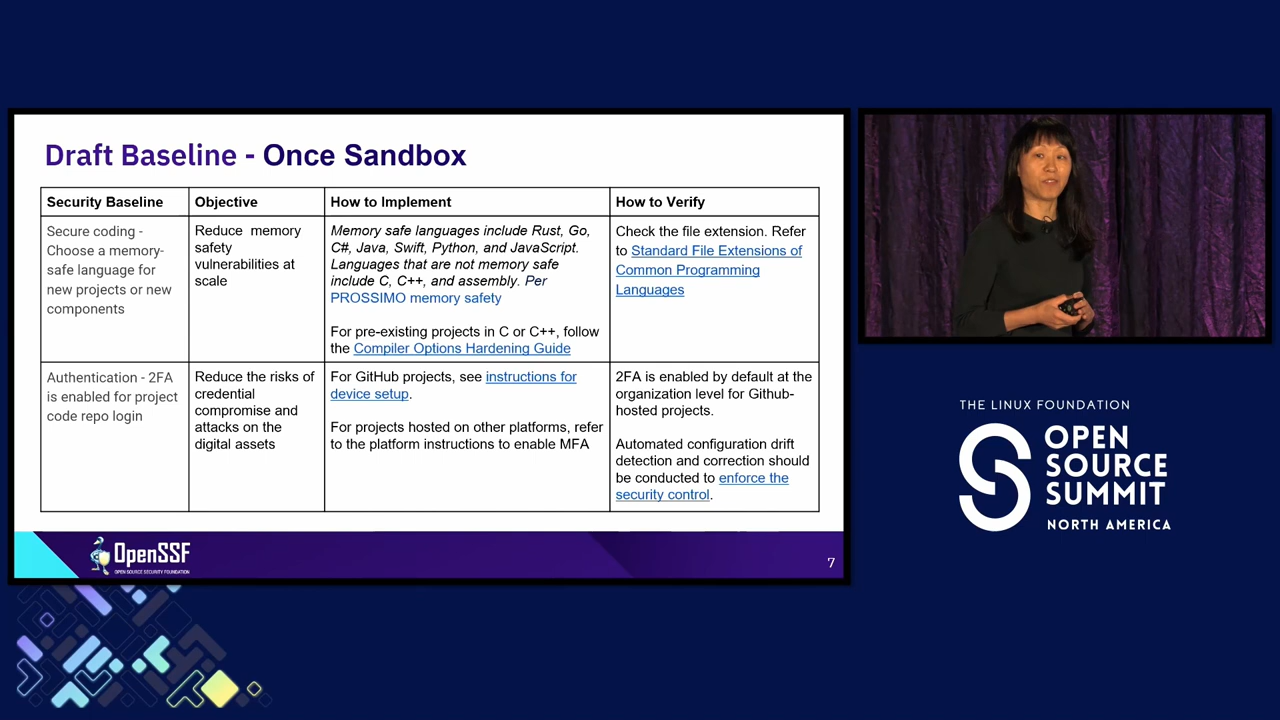 Draft Baseline - Once Sandbox
Security Baseline
Objective
How to Implement
How to Verify
Secure coding -
Choose a memory-
safe language for
new projects or new
components
Reduce memory
safety
vulnerabilities at
scale
Memory safe languages include Rust, Go,
C#, Java, Swift, Python, and JavaScript.
Languages that are not memory safe
include C, C++, and assembly. Per
PROSSIMO memory safety
For pre-existing projects in C or C++, follow
the Compiler Options Hardening Guide
Check the file extension. Refer
to Standard File Extensions of
Common Programming
Languages
Authentication - 2FA
is enabled for project
code repo login
Reduce the risks of
credential
compromise and
attacks on the
digital assets
For GitHub projects, see instructions for
device setup.
For projects hosted on other platforms, refer
to the platform instructions to enable MFA
2FA is enabled by default at the
organization level for Github-
hosted projects.
Automated configuration drift
detection and correction should
be conducted to enforce the
security control.
OpenSSF
OPEN SOURCE SECURITY FOUNDATION
7
THE LINUX FOUNDATION
OPEN
SOURCE
SUMMIT
NORTH AMERICA